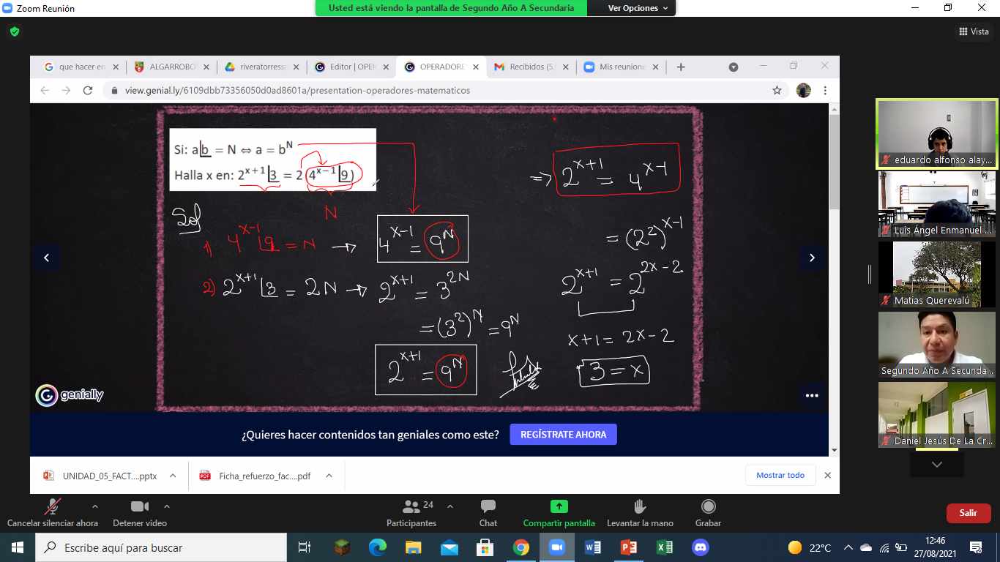 Zoom Reunión
Usted está viendo la pantalla de Segundo Año A Secundaria
Ver Opciones
Vista
que hacer en
ALGARROBO
riveratorressa
Editor | OPER
OPERADORE
Recibidos (5.
Mis reunione
view.genial.ly/6109dbb73356050d0ad8601a/presentation-operadores-matematicos
Si: a|b = N ⇔ a = b^N
Halla x en: 2^(x+1)|3 = 2(4^(x−1)|9)
N
Sol
1) 4^(x-1)|9 = N → 4^(x-1) = 9^N
2) 2^(x+1)|3 = 2N → 2^(x+1) = 3^(2N)
= (3^2)^N = 9^N
2^(x+1) = 9^N
⇒ 2^(x+1) = 4^(x-1)
= (2^2)^(x-1)
2^(x+1) = 2^(2x-2)
x+1 = 2x-2
3 = x
genially
¿Quieres hacer contenidos tan geniales como este?
REGÍSTRATE AHORA
UNIDAD_05_FACT....pptx
Ficha_refuerzo_fac....pdf
Mostrar todo
eduardo alfonso alay...
Luis Ángel Enmanuel ...
Matias Querevalú
Segundo Año A Secunda...
Daniel Jesús De La Cr...
Cancelar silenciar ahora
Detener video
24
Participantes
Chat
Compartir pantalla
Levantar la mano
Grabar
Salir
Escribe aquí para buscar
22°C
12:46
27/08/2021